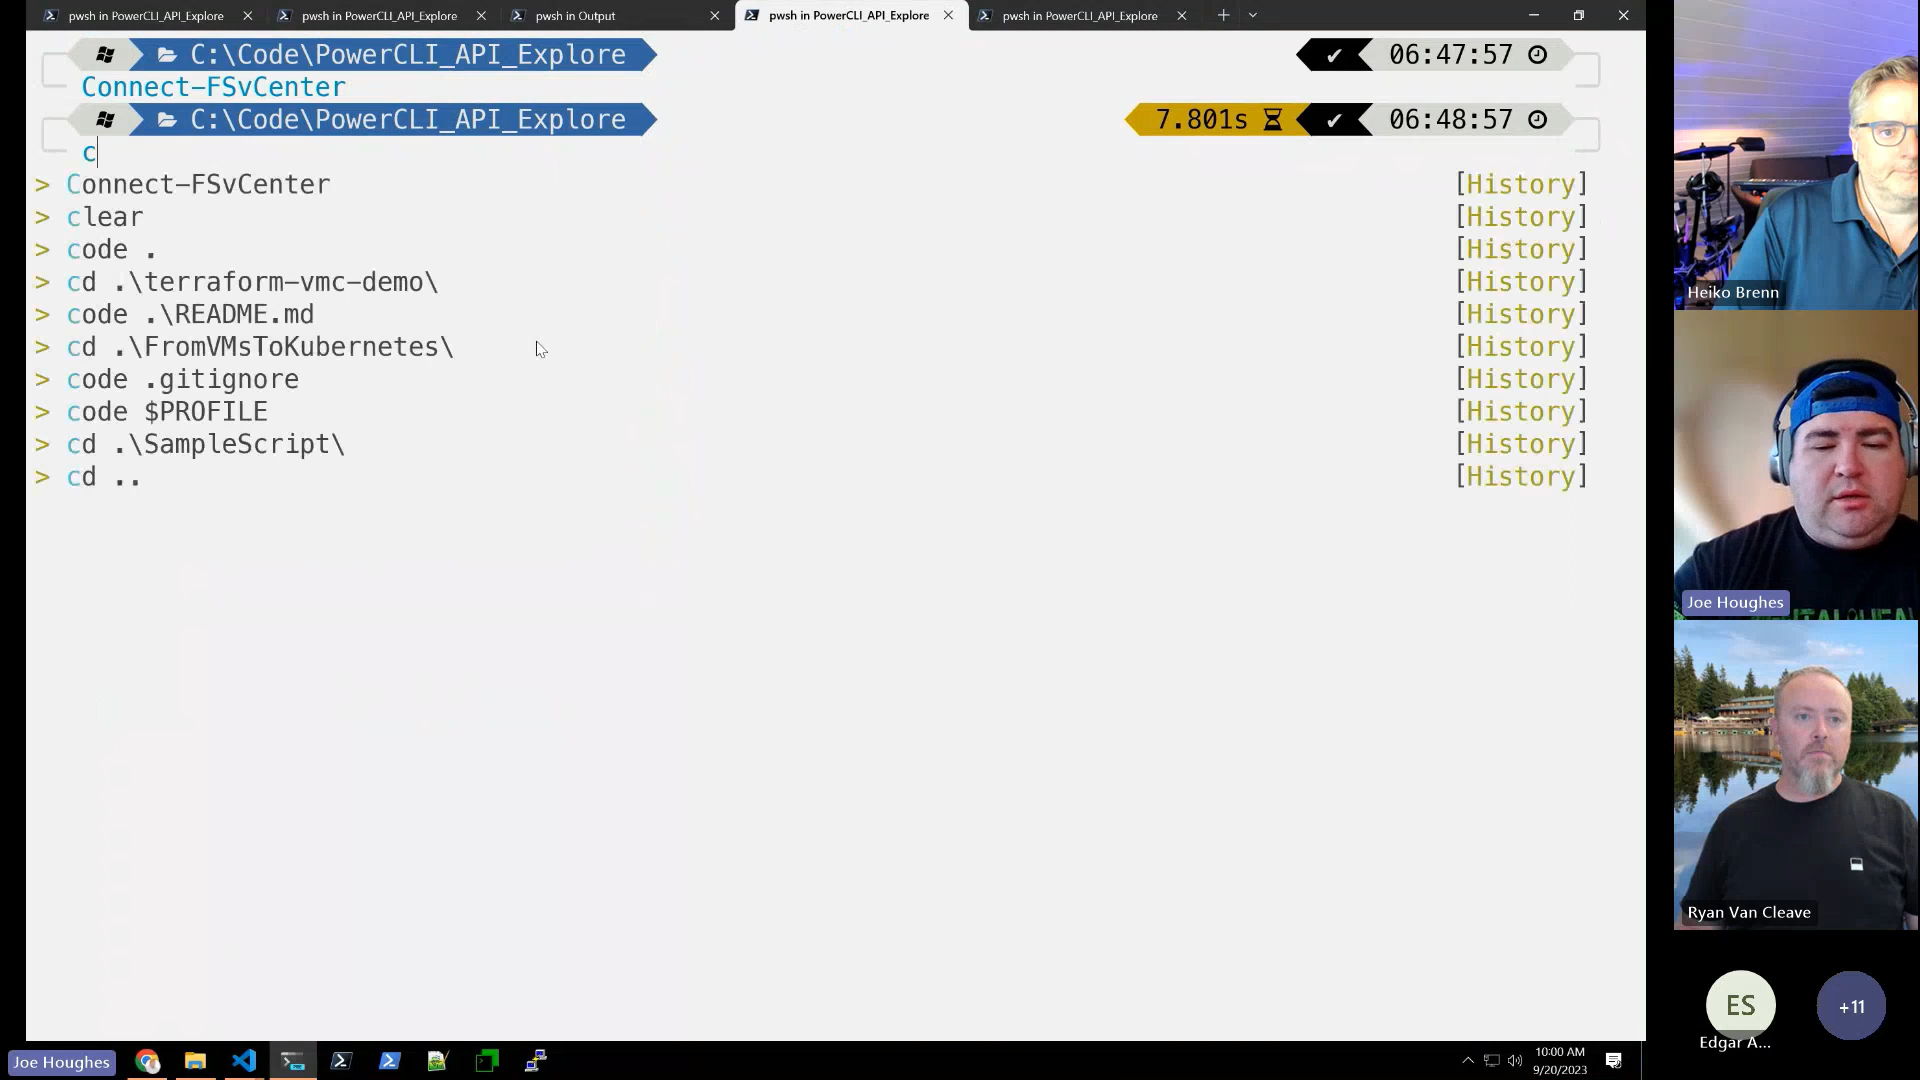 pwsh in PowerCLI_API_Explore
pwsh in PowerCLI_API_Explore
pwsh in Output
pwsh in PowerCLI_API_Explore
pwsh in PowerCLI_API_Explore
C:\Code\PowerCLI_API_Explore
06:47:57
Connect-FSvCenter
C:\Code\PowerCLI_API_Explore
7.801s
06:48:57
c
> Connect-FSvCenter [History]
> clear [History]
> code . [History]
> cd .\terraform-vmc-demo\ [History]
> code .\README.md [History]
> cd .\FromVMsToKubernetes\ [History]
> code .gitignore [History]
> code $PROFILE [History]
> cd .\SampleScript\ [History]
> cd .. [History]
Heiko Brenn
Joe Houghes
Ryan Van Cleave
ES
+11
Edgar A...
Joe Houghes
10:00 AM
9/20/2023